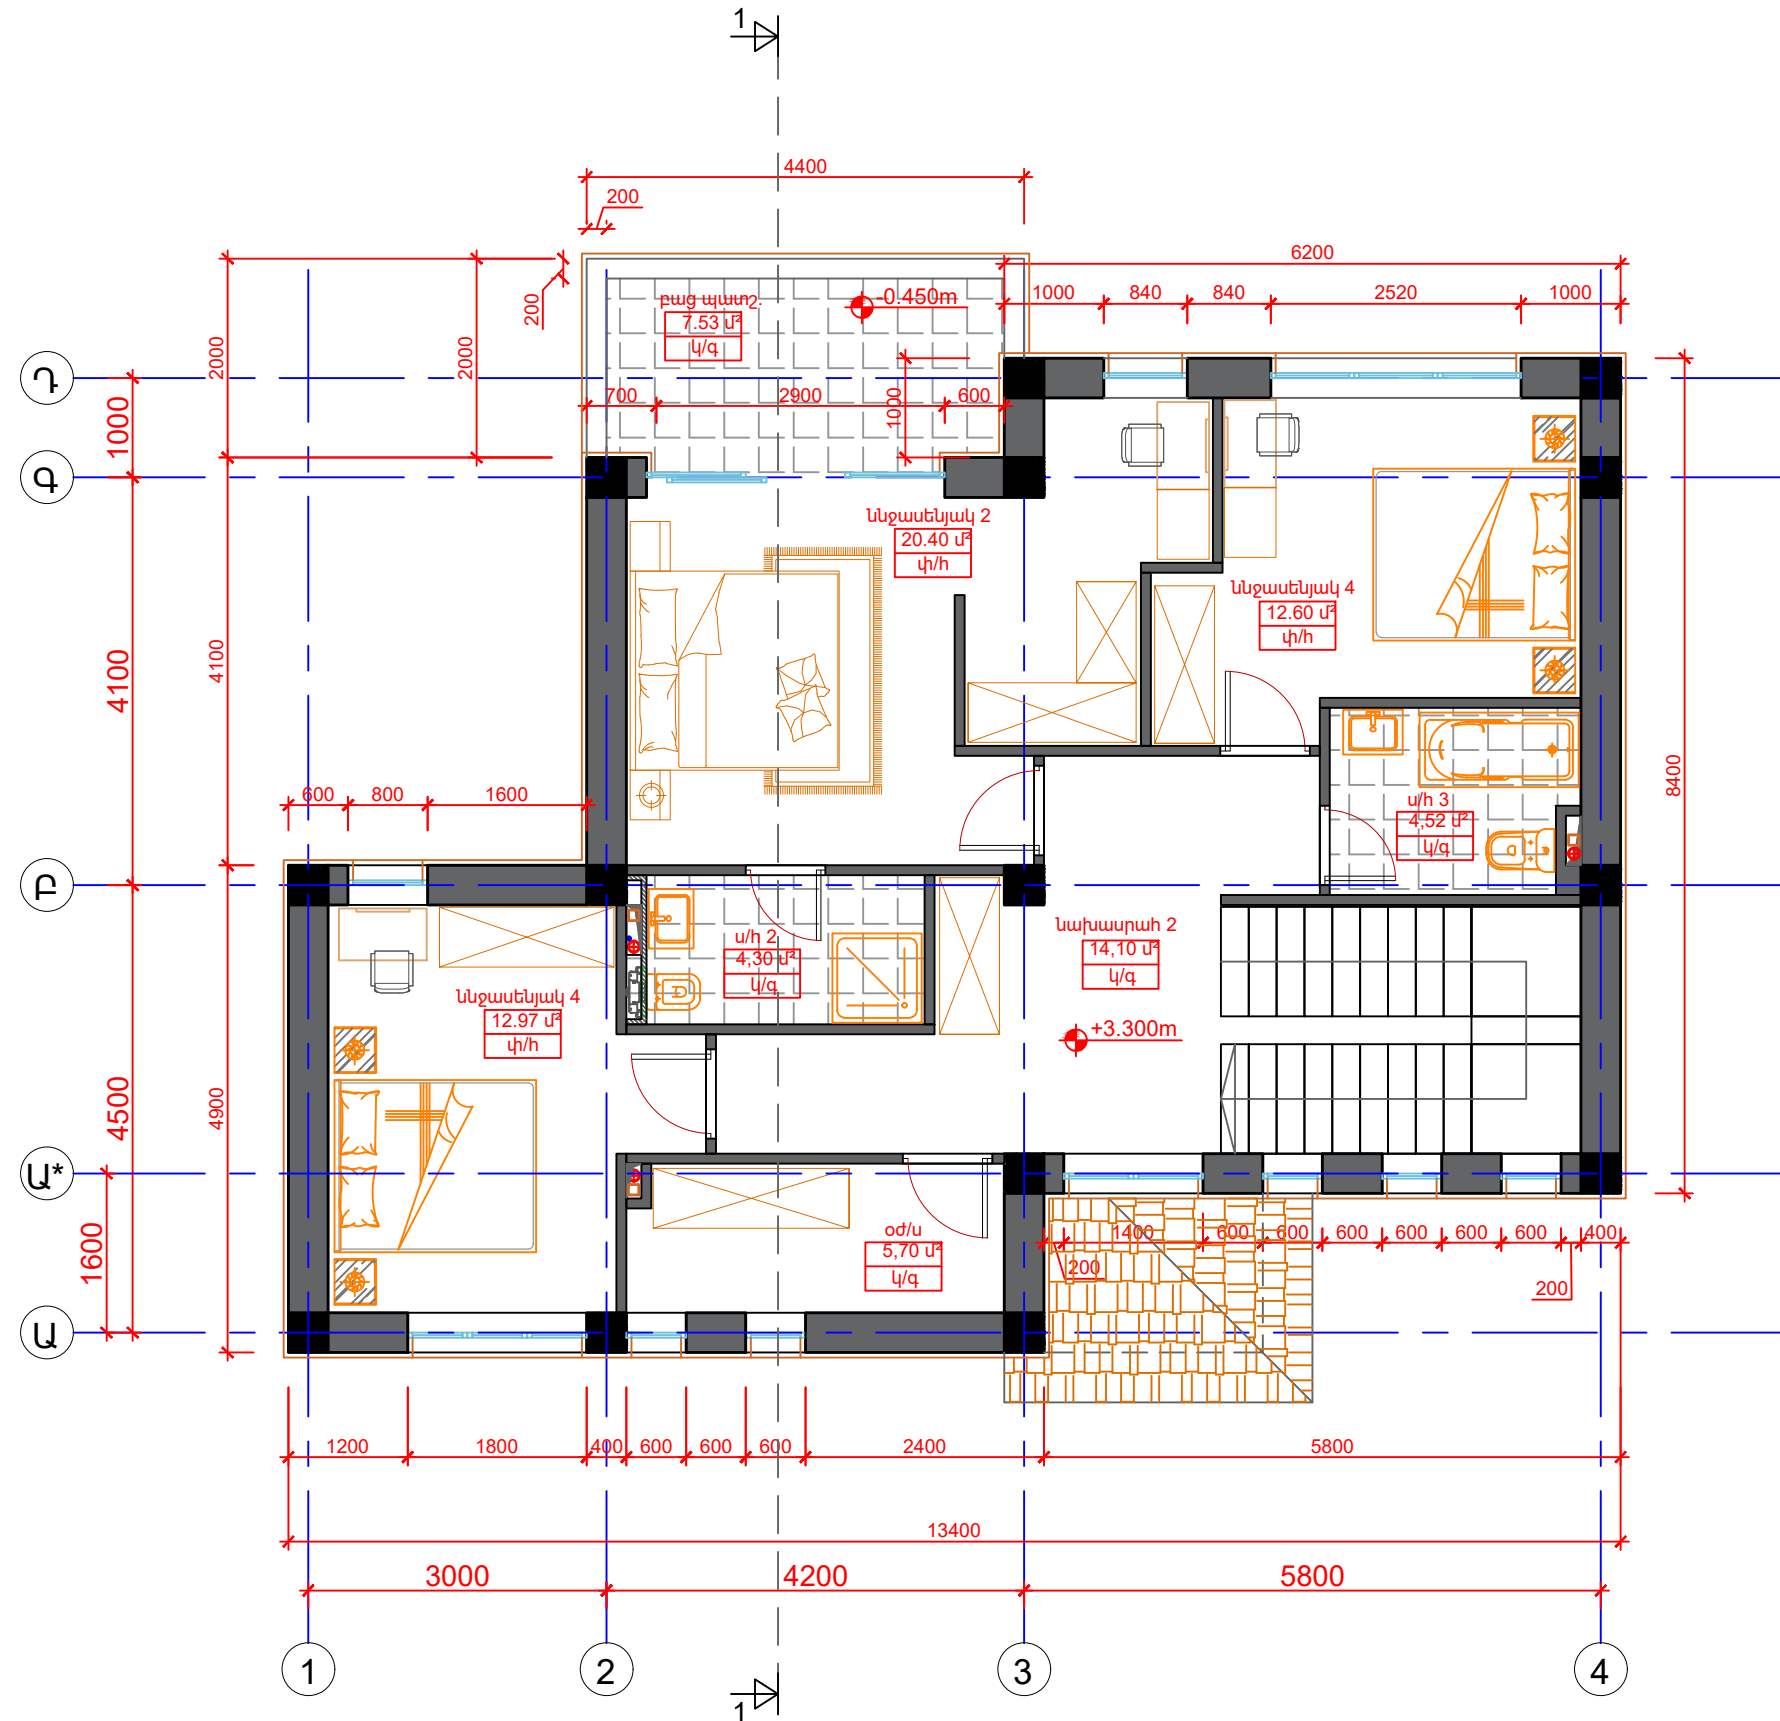 1
4400
200
6200
200
2000
2000
բաց պատշ.
7.53 մ²
կ/գ
-0.450m
1000
840
840
2520
1000
Դ
1000
700
2900
600
1000
Գ
ննջասենյակ 2
20.40 մ²
փ/h
ննջասենյակ 4
12.60 մ²
փ/h
4100
4100
8400
600
800
1600
ս/h 3
4,52 մ²
կ/գ
Բ
նախասրահ 2
14,10 մ²
կ/գ
ս/h 2
4,30 մ²
կ/գ
ննջասենյակ 4
12.97 մ²
փ/h
+3.300m
4500
4900
Ա*
1600
օժ/ս
5,70 մ²
կ/գ
1400
600
600
600
600
600
600
400
200
200
Ա
1200
1800
400
600
600
600
2400
5800
13400
3000
4200
5800
1
2
3
4
1